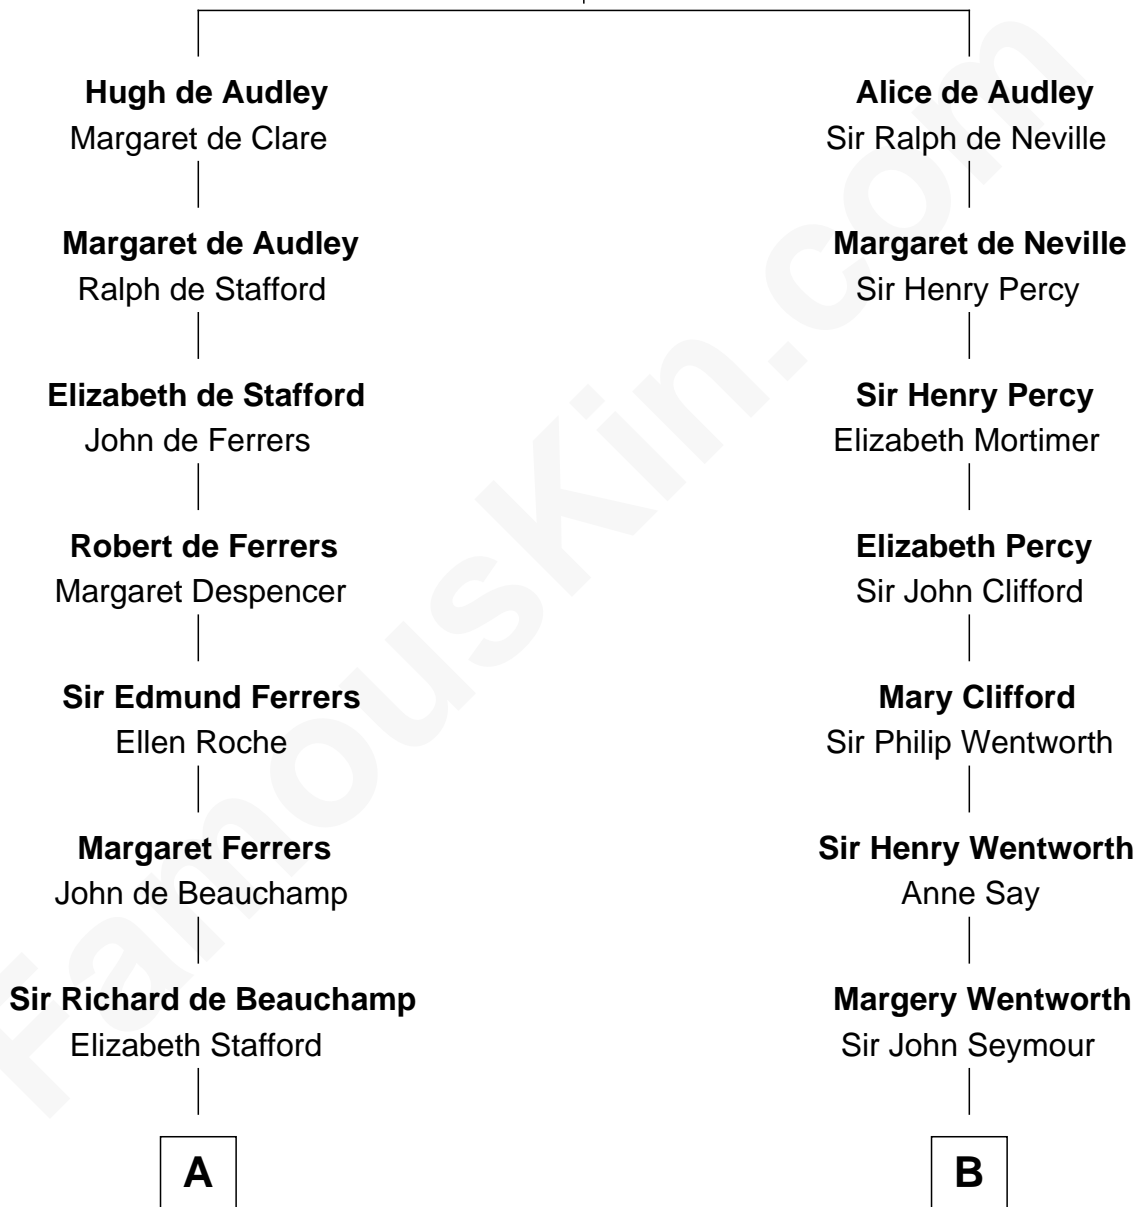 Hugh de Audley
Margaret de Clare
Margaret de Audley
Ralph de Stafford
Elizabeth de Stafford
John de Ferrers
Robert de Ferrers
Margaret Despencer
Sir Edmund Ferrers
Ellen Roche
Margaret Ferrers
John de Beauchamp
Sir Richard de Beauchamp
Elizabeth Stafford
A
Alice de Audley
Sir Ralph de Neville
Margaret de Neville
Sir Henry Percy
Sir Henry Percy
Elizabeth Mortimer
Elizabeth Percy
Sir John Clifford
Mary Clifford
Sir Philip Wentworth
Sir Henry Wentworth
Anne Say
Margery Wentworth
Sir John Seymour
B
FamousKin.com